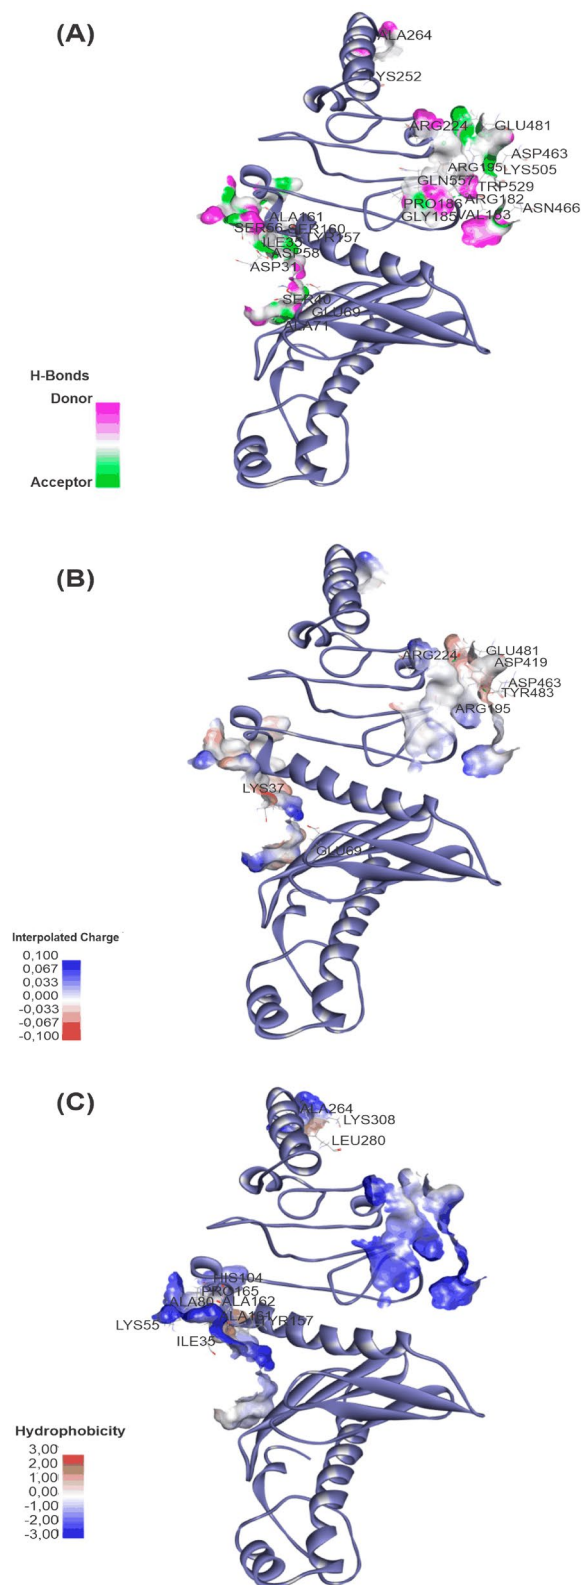 (A)
ALA264
LYS252
ARG224
GLU481
ASP463
ARG195
LYS505
GLN557
TRP529
PRO186
ARG182
ASN466
GLY185
VAL183
ALA161
SER66
SER160
ILE35
TYR157
ASP58
ASP31
SER40
GLU69
ALA71
H-Bonds
Donor
Acceptor
(B)
ARG224
GLU481
ASP419
ASP463
TYR483
ARG195
LYS37
GLU69
Interpolated Charge
0,100
0,067
0,033
0,000
-0,033
-0,067
-0,100
(C)
ALA264
LYS308
LEU280
HIS104
PRO165
ALA80
ALA162
ALA161
LYS55
TYR157
ILE35
Hydrophobicity
3,00
2,00
1,00
0,00
-1,00
-2,00
-3,00